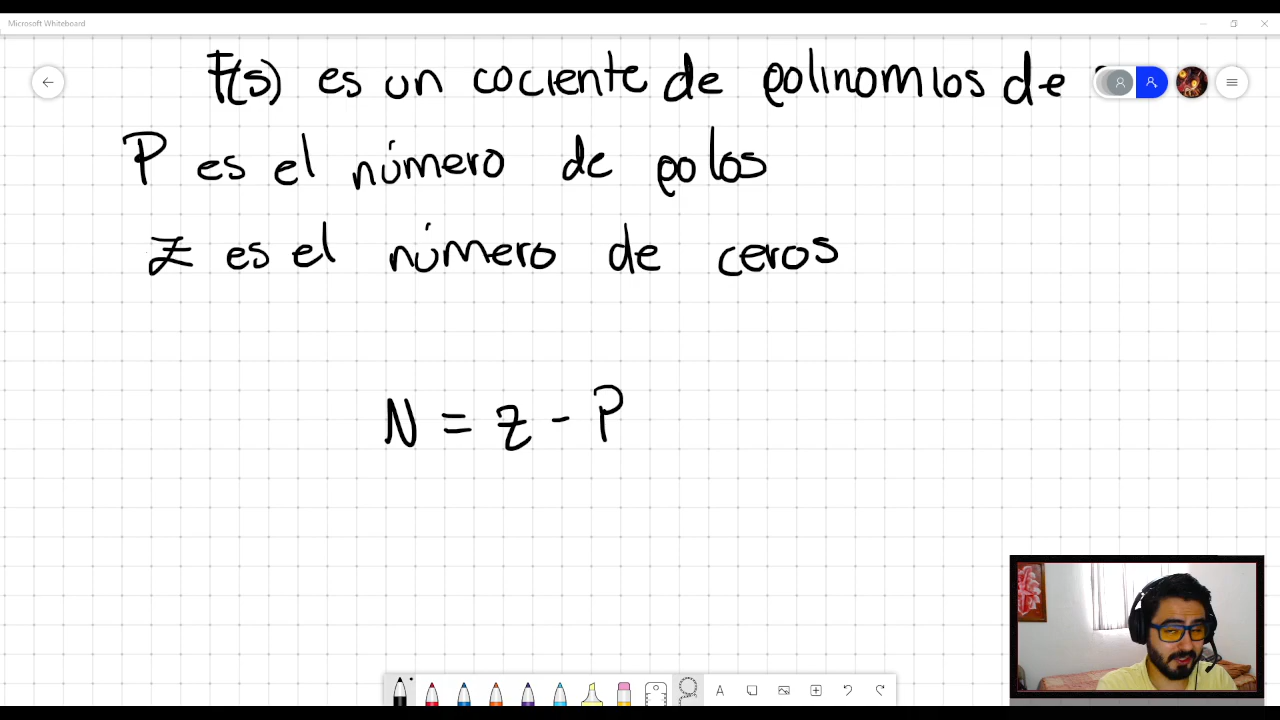 Microsoft Whiteboard
F(s) es un cociente de polinomios de
P es el número de polos
Z es el número de ceros
N = Z - P